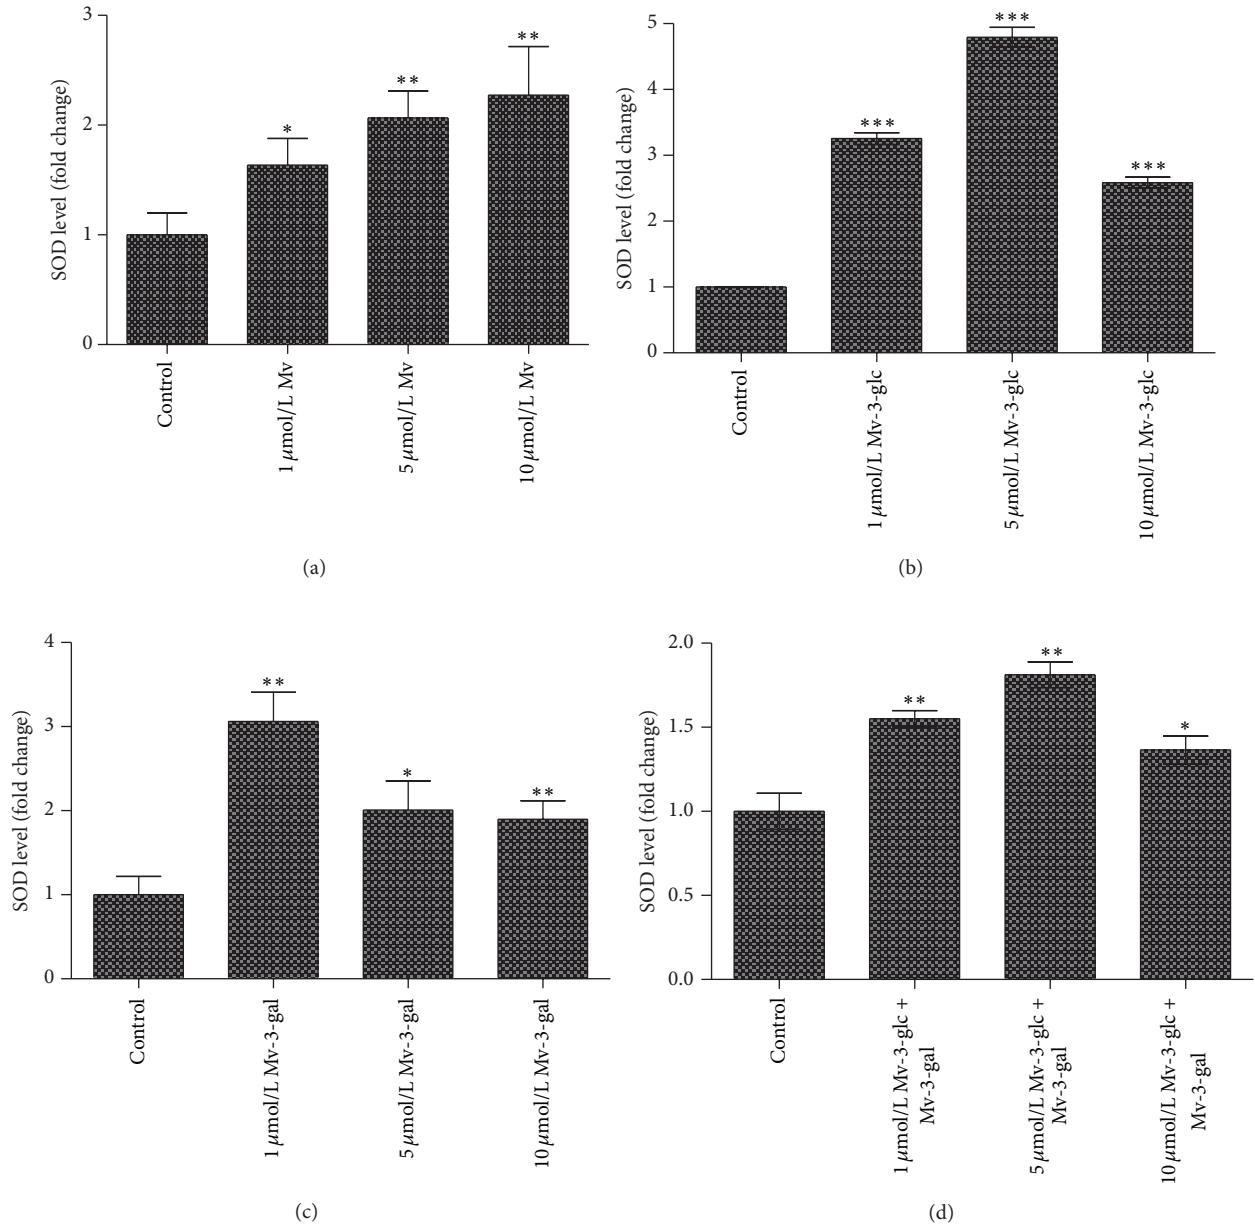 3
2
1
0
SOD level (fold change)
*
**
**
Control
1 μmol/L Mv
5 μmol/L Mv
10 μmol/L Mv
(a)
5
4
3
2
1
0
SOD level (fold change)
***
***
***
Control
1 μmol/L Mv-3-glc
5 μmol/L Mv-3-glc
10 μmol/L Mv-3-glc
(b)
4
3
2
1
0
SOD level (fold change)
**
*
**
Control
1 μmol/L Mv-3-gal
5 μmol/L Mv-3-gal
10 μmol/L Mv-3-gal
(c)
2.0
1.5
1.0
0.5
0.0
SOD level (fold change)
**
**
*
Control
1 μmol/L Mv-3-glc +
Mv-3-gal
5 μmol/L Mv-3-glc +
Mv-3-gal
10 μmol/L Mv-3-glc +
Mv-3-gal
(d)